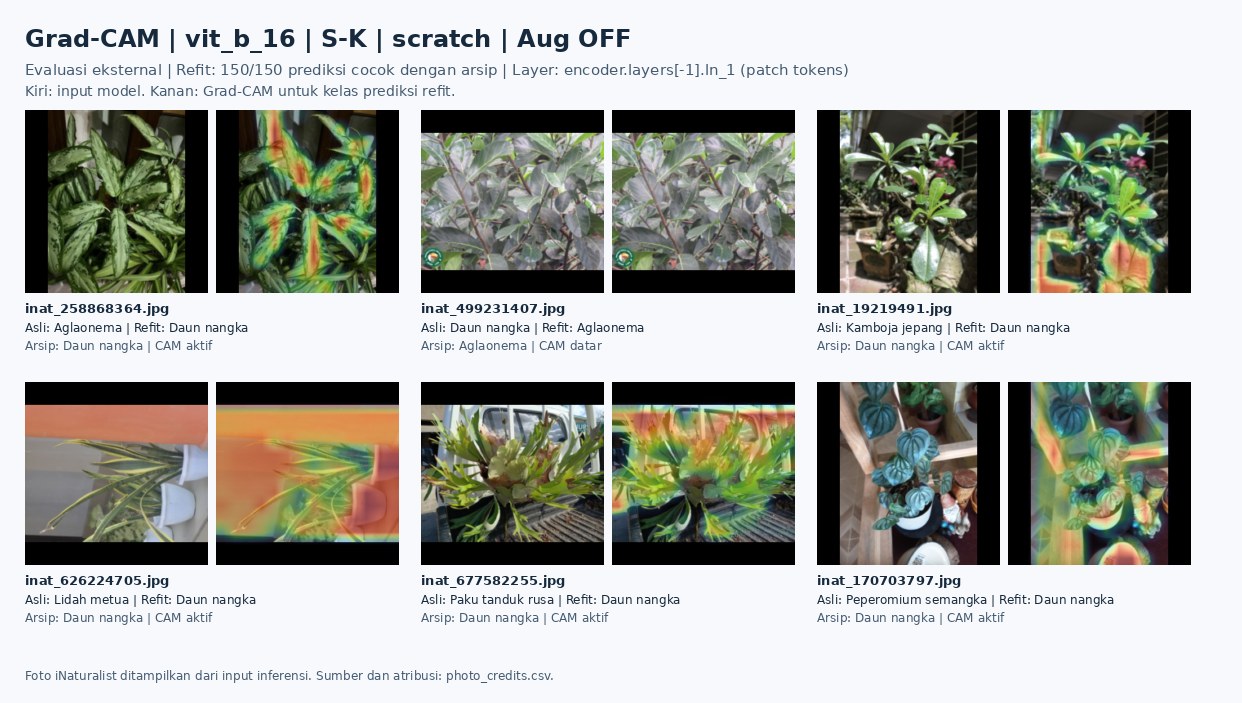 Grad-CAM | vit_b_16 | S-K | scratch | Aug OFF
Evaluasi eksternal | Refit: 150/150 prediksi cocok dengan arsip | Layer: encoder.layers[-1].ln_1 (patch tokens)
Kiri: input model. Kanan: Grad-CAM untuk kelas prediksi refit.
inat_258868364.jpg
Asli: Aglaonema | Refit: Daun nangka
Arsip: Daun nangka | CAM aktif
inat_499231407.jpg
Asli: Daun nangka | Refit: Aglaonema
Arsip: Aglaonema | CAM datar
inat_19219491.jpg
Asli: Kamboja jepang | Refit: Daun nangka
Arsip: Daun nangka | CAM aktif
inat_626224705.jpg
Asli: Lidah metua | Refit: Daun nangka
Arsip: Daun nangka | CAM aktif
inat_677582255.jpg
Asli: Paku tanduk rusa | Refit: Daun nangka
Arsip: Daun nangka | CAM aktif
inat_170703797.jpg
Asli: Peperomium semangka | Refit: Daun nangka
Arsip: Daun nangka | CAM aktif
Foto iNaturalist ditampilkan dari input inferensi. Sumber dan atribusi: photo_credits.csv.